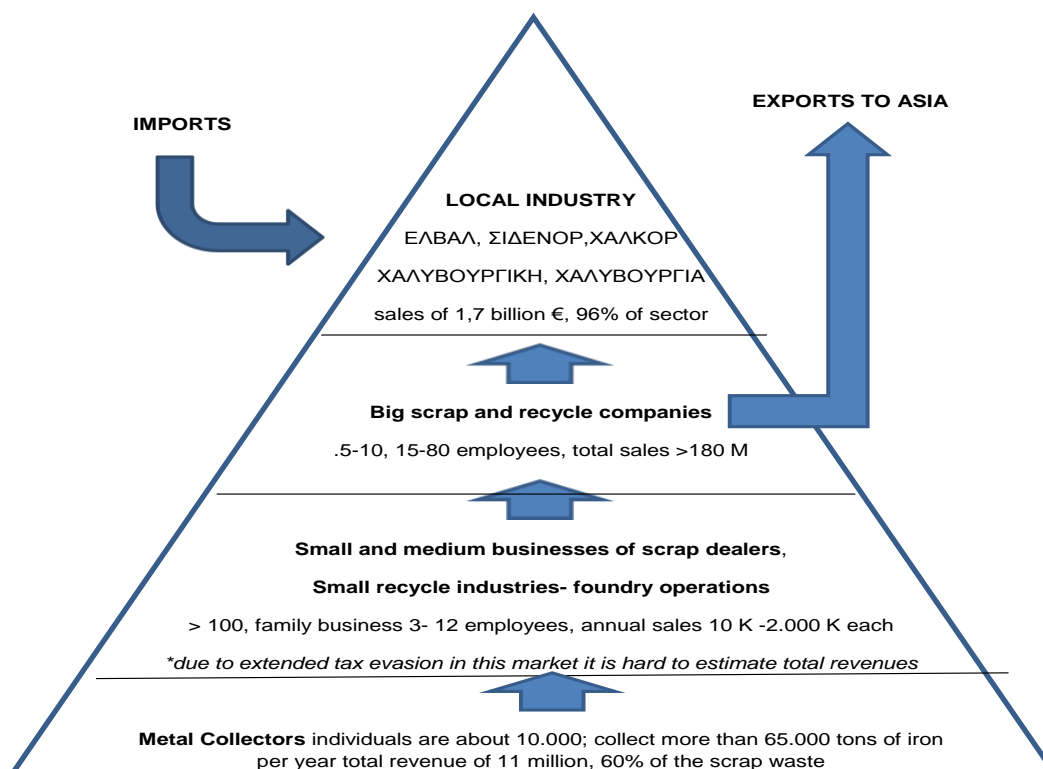 EXPORTS TO ASIA
IMPORTS
LOCAL INDUSTRY
ΕΛΒΑΛ, ΣΙΔΕΝΟΡ,ΧΑΛΚΟΡ
ΧΑΛΥΒΟΥΡΓΙΚΗ, ΧΑΛΥΒΟΥΡΓΙΑ
sales of 1,7 billion €, 96% of sector
Big scrap and recycle companies
.5-10, 15-80 employees, total sales >180 M
Small and medium businesses of scrap dealers,
Small recycle industries- foundry operations
> 100, family business 3- 12 employees, annual sales 10 K -2.000 K each
*due to extended tax evasion in this market it is hard to estimate total revenues
Metal Collectors individuals are about 10.000; collect more than 65.000 tons of iron
per year total revenue of 11 million, 60% of the scrap waste